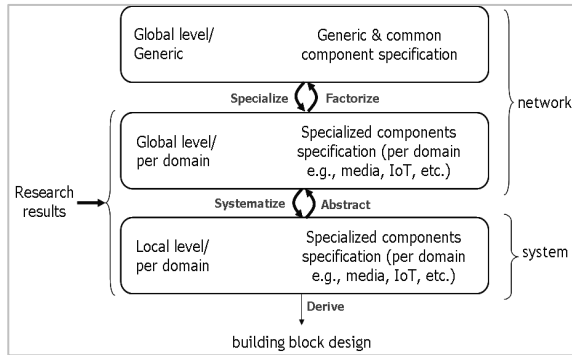 Global level/
Generic
Generic & common
component specification
Specialize
Factorize
network
Global level/
per domain
Specialized components
specification (per domain
e.g., media, IoT, etc.)
Research
results
Systematize
Abstract
Local level/
per domain
Specialized components
specification (per domain
e.g., media, IoT, etc.)
system
Derive
building block design